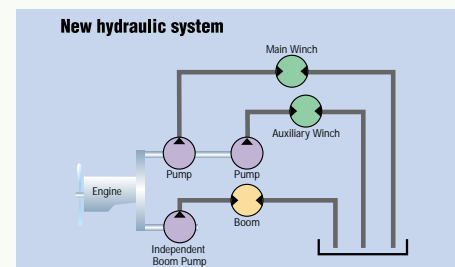 New hydraulic system
Main Winch
Auxiliary Winch
Pump
Pump
Engine
Boom
Independent
Boom Pump